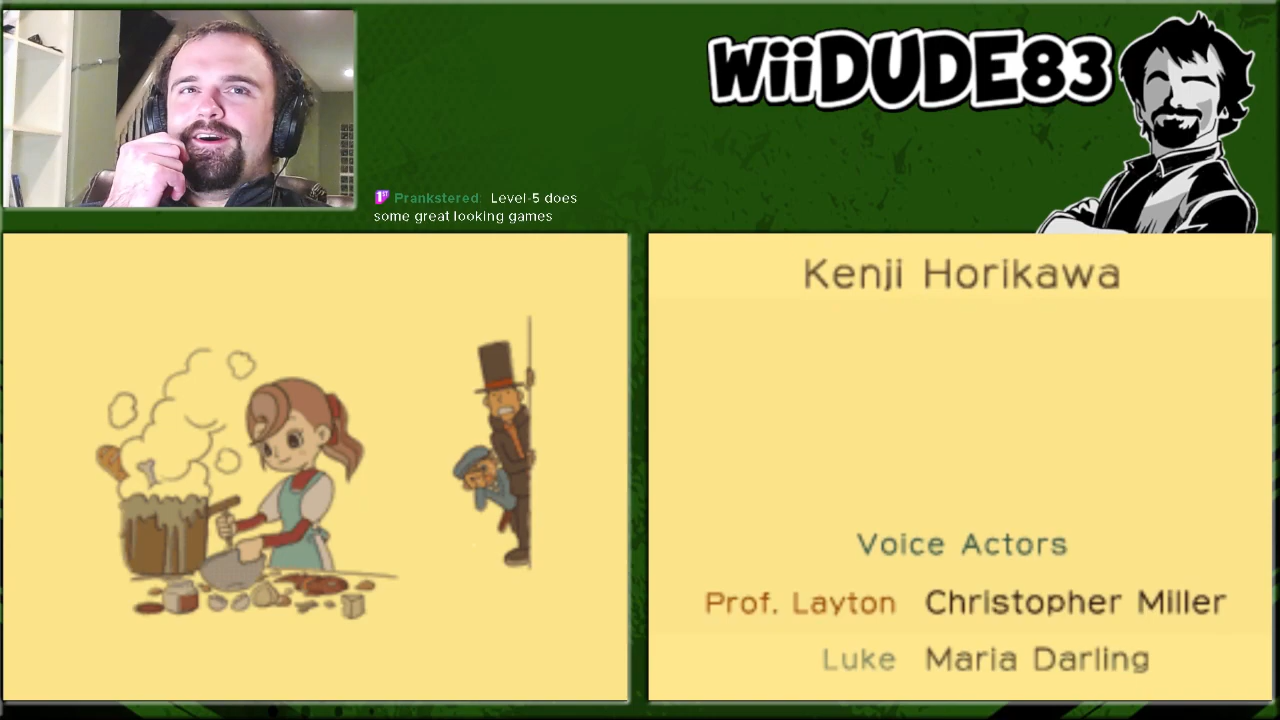 WiiDUDE83
1ST Prankstered: Level-5 does
some great looking games
Kenji Horikawa
Voice Actors
Prof. Layton Christopher Miller
Luke Maria Darling